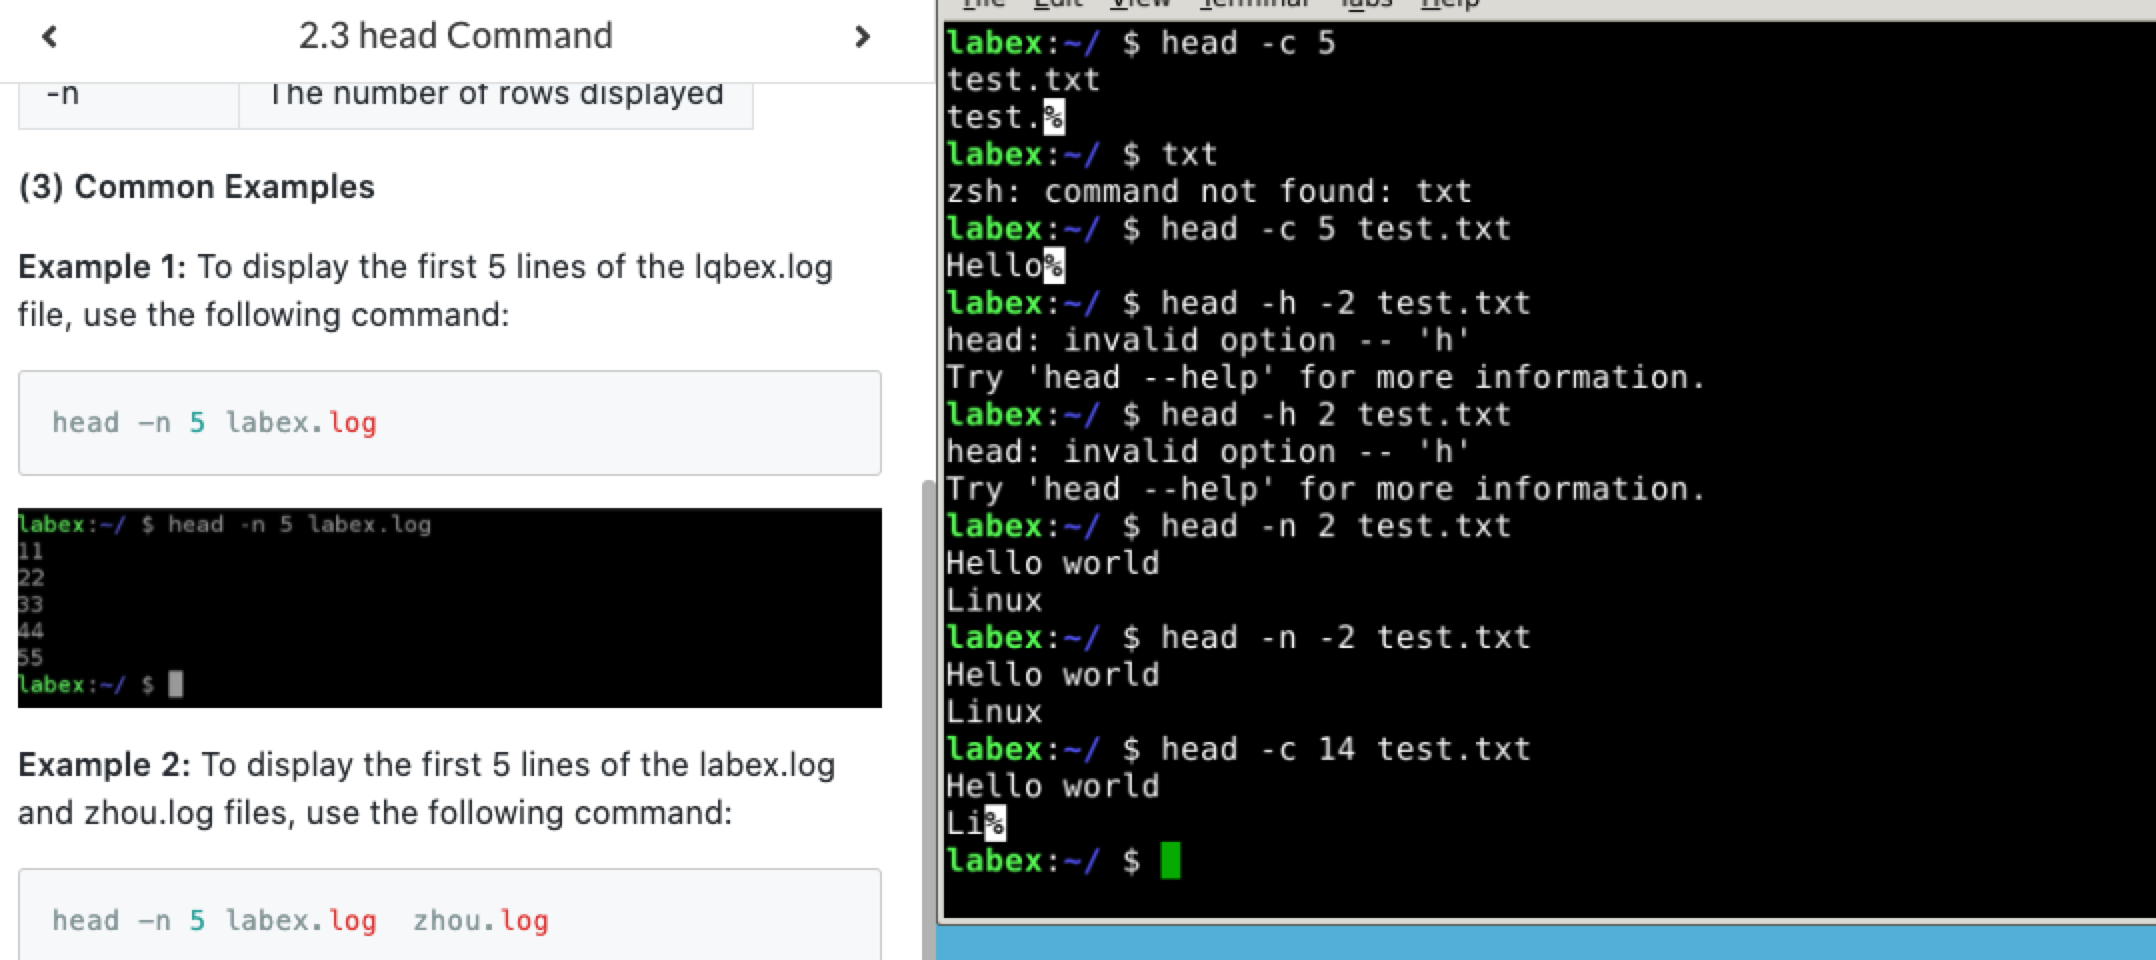 2.3 head Command
-n The number of rows displayed
(3) Common Examples
Example 1: To display the first 5 lines of the lqbex.log
file, use the following command:
head -n 5 labex.log
labex:~/ $ head -n 5 labex.log
11
22
33
44
55
labex:~/ $
Example 2: To display the first 5 lines of the labex.log
and zhou.log files, use the following command:
head -n 5 labex.log  zhou.log
File Edit View Terminal Tabs Help
labex:~/ $ head -c 5
test.txt
test.%
labex:~/ $ txt
zsh: command not found: txt
labex:~/ $ head -c 5 test.txt
Hello%
labex:~/ $ head -h -2 test.txt
head: invalid option -- 'h'
Try 'head --help' for more information.
labex:~/ $ head -h 2 test.txt
head: invalid option -- 'h'
Try 'head --help' for more information.
labex:~/ $ head -n 2 test.txt
Hello world
Linux
labex:~/ $ head -n -2 test.txt
Hello world
Linux
labex:~/ $ head -c 14 test.txt
Hello world
Li%
labex:~/ $